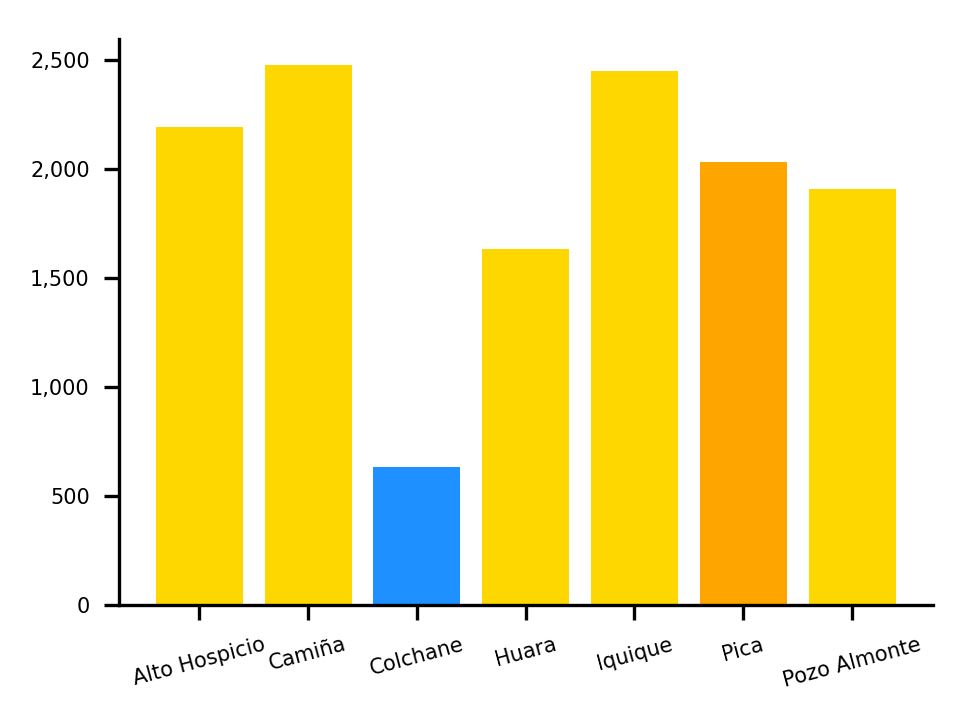 2,500
2,000
1,500
1,000
500
0
Alto Hospicio
Camiña
Colchane
Huara
Iquique
Pica
Pozo Almonte